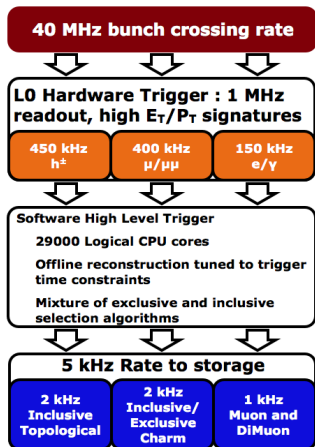 40 MHz bunch crossing rate
L0 Hardware Trigger : 1 MHz
readout, high E_T/P_T signatures
450 kHz
h±
400 kHz
μ/μμ
150 kHz
e/γ
Software High Level Trigger
29000 Logical CPU cores
Offline reconstruction tuned to trigger
time constraints
Mixture of exclusive and inclusive
selection algorithms
5 kHz Rate to storage
2 kHz
Inclusive
Topological
2 kHz
Inclusive/
Exclusive
Charm
1 kHz
Muon and
DiMuon